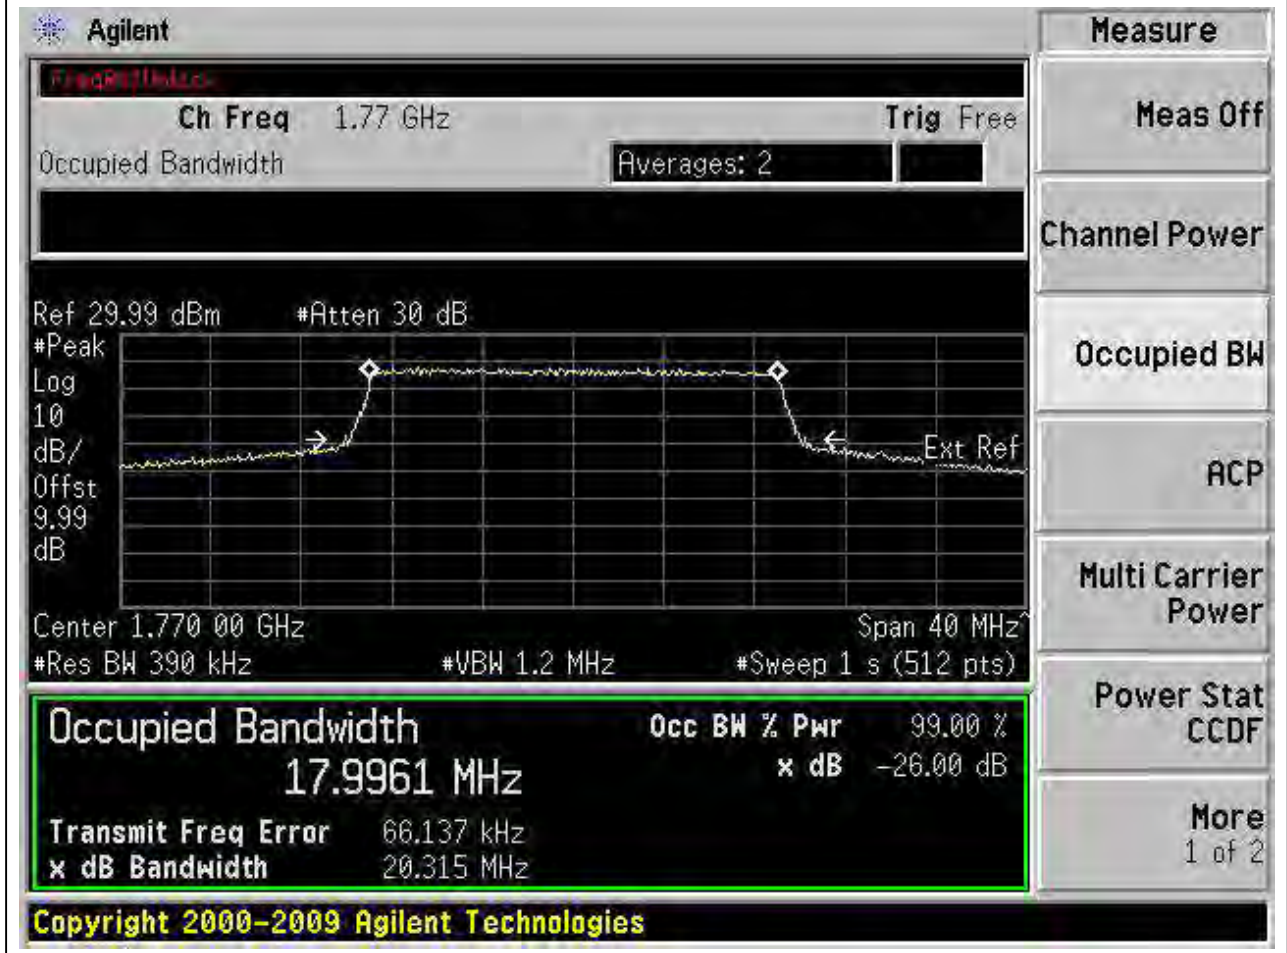 Agilent
Measure
Ch Freq 1.77 GHz
Trig Free
Occupied Bandwidth
Averages: 2
Meas Off
Channel Power
Occupied BW
ACP
Multi Carrier
Power
Power Stat
CCDF
More
1 of 2
Ref 29.99 dBm #Atten 30 dB
#Peak
Log
10
dB/
Offst
9.99
dB
Ext Ref
Center 1.770 00 GHz Span 40 MHz^
#Res BW 390 kHz #VBW 1.2 MHz #Sweep 1 s (512 pts)
Occupied Bandwidth
17.9961 MHz
Occ BW % Pwr 99.00 %
x dB -26.00 dB
Transmit Freq Error 66.137 kHz
x dB Bandwidth 20.315 MHz
Copyright 2000-2009 Agilent Technologies